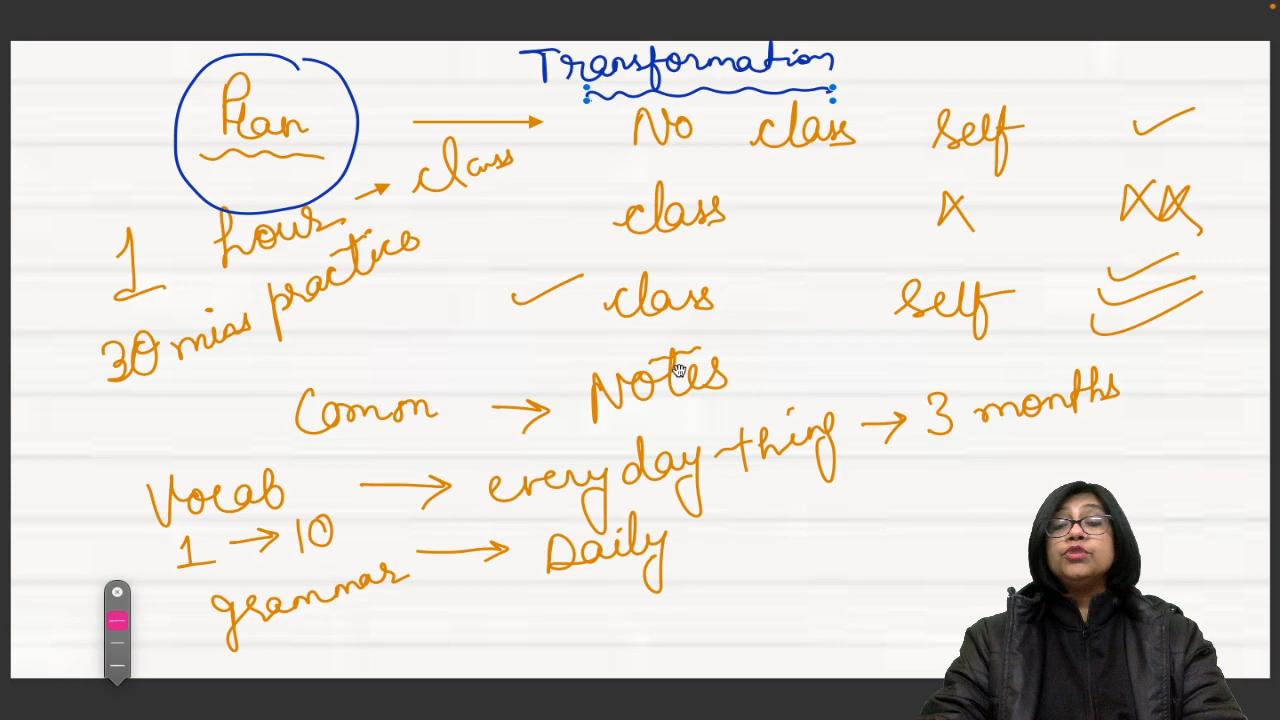 Transformation
Plan → No class self ✓
1 hour → class
class x xx
30 mins practice
✓ class self ✓
Common → Notes
Vocab → everyday thing → 3 months
1 → 10
grammar → Daily